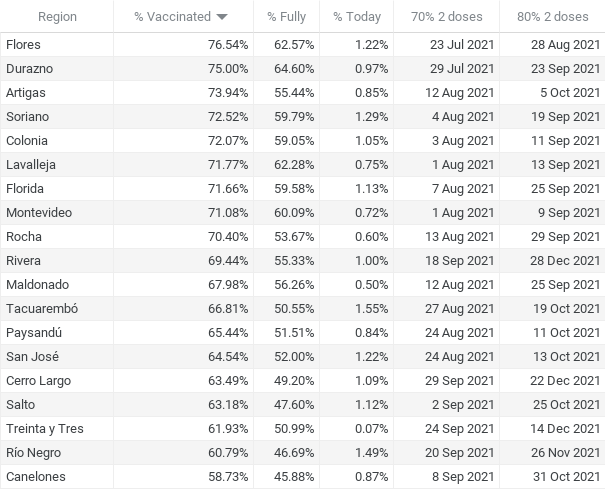 Region % Vaccinated % Fully % Today 70% 2 doses 80% 2 doses
Flores 76.54% 62.57% 1.22% 23 Jul 2021 28 Aug 2021
Durazno 75.00% 64.60% 0.97% 29 Jul 2021 23 Sep 2021
Artigas 73.94% 55.44% 0.85% 12 Aug 2021 5 Oct 2021
Soriano 72.52% 59.79% 1.29% 4 Aug 2021 19 Sep 2021
Colonia 72.07% 59.05% 1.05% 3 Aug 2021 11 Sep 2021
Lavalleja 71.77% 62.28% 0.75% 1 Aug 2021 13 Sep 2021
Florida 71.66% 59.58% 1.13% 7 Aug 2021 25 Sep 2021
Montevideo 71.08% 60.09% 0.72% 1 Aug 2021 9 Sep 2021
Rocha 70.40% 53.67% 0.60% 13 Aug 2021 29 Sep 2021
Rivera 69.44% 55.33% 1.00% 18 Sep 2021 28 Dec 2021
Maldonado 67.98% 56.26% 0.50% 12 Aug 2021 25 Sep 2021
Tacuarembó 66.81% 50.55% 1.55% 27 Aug 2021 19 Oct 2021
Paysandú 65.44% 51.51% 0.84% 24 Aug 2021 11 Oct 2021
San José 64.54% 52.00% 1.22% 24 Aug 2021 13 Oct 2021
Cerro Largo 63.49% 49.20% 1.09% 29 Sep 2021 22 Dec 2021
Salto 63.18% 47.60% 1.12% 2 Sep 2021 25 Oct 2021
Treinta y Tres 61.93% 50.99% 0.07% 24 Sep 2021 14 Dec 2021
Río Negro 60.79% 46.69% 1.49% 20 Sep 2021 26 Nov 2021
Canelones 58.73% 45.88% 0.87% 8 Sep 2021 31 Oct 2021